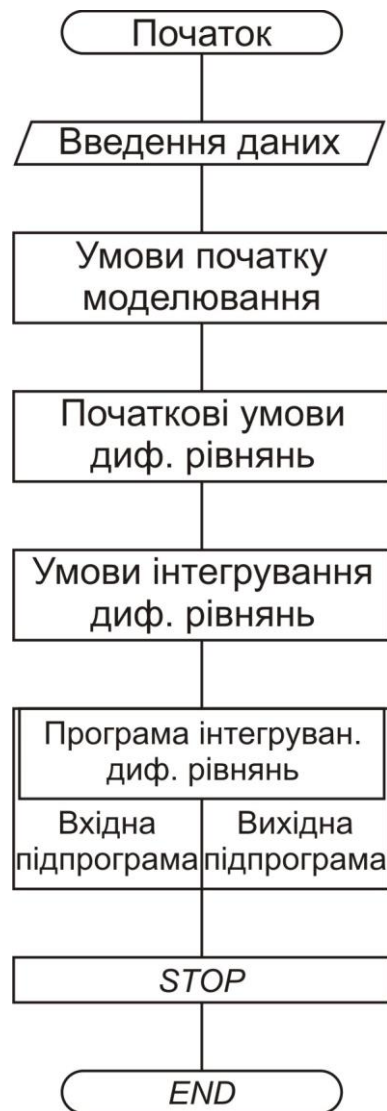 Початок
Введення даних
Умови початку
моделювання
Початкові умови
диф. рівнянь
Умови інтегрування
диф. рівнянь
Програма інтегруван.
диф. рівнянь
Вхідна
підпрограма
Вихідна
підпрограма
STOP
END